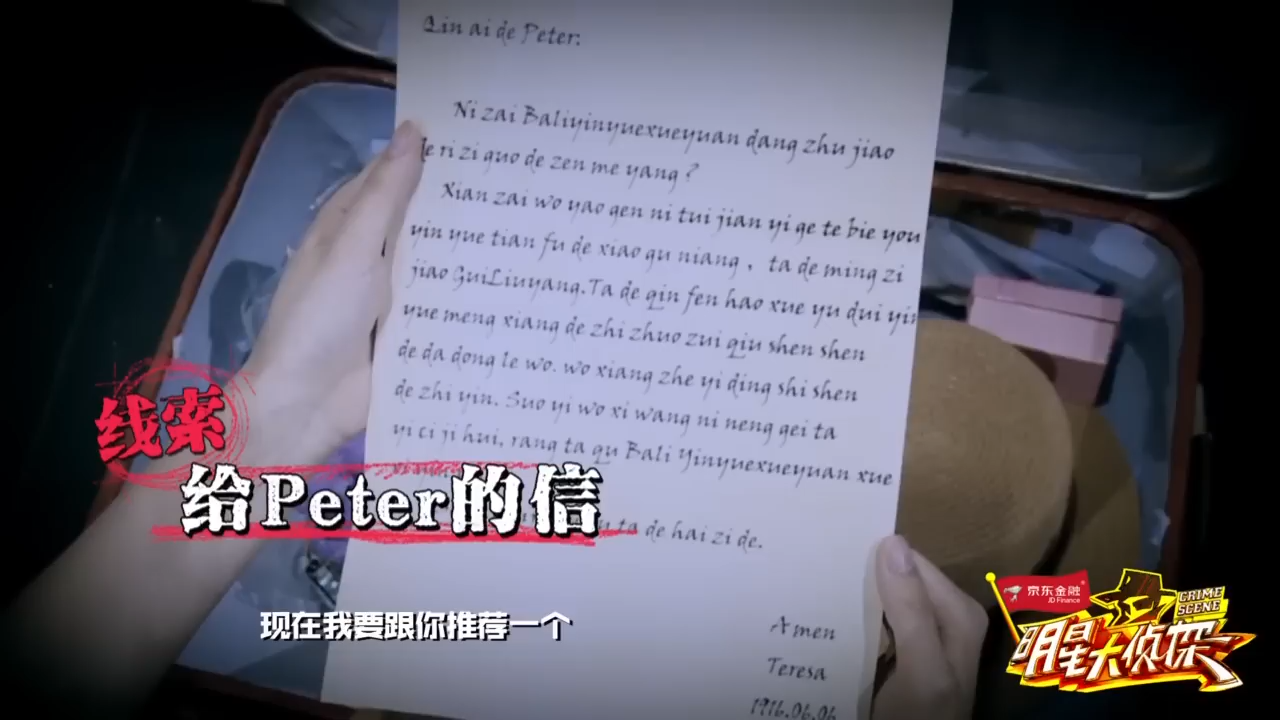 Qin ai de Peter:
Ni zai Baliyinyuexueyuan dang zhu jiao
de ri zi guo de zen me yang ?
Xian zai wo yao gen ni tui jian yi ge te bie you
yin yue tian fu de xiao gu niang , ta de ming zi
jiao GuiLiuyang. Ta de qin fen hao xue yu dui yin
yue meng xiang de zhi zhuo zui qiu shen shen
de da dong le wo. wo xiang zhe yi ding shi shen
de zhi yin. Suo yi wo xi wang ni neng gei ta
yi ci ji hui, rang ta qu Bali Yinyuexueyuan xue
ta de hai zi de.
Amen
Teresa
1916.06.06
线索
给Peter的信
现在我要跟你推荐一个
京东金融
JD Finance
CRIME
SCENE
明星大侦探